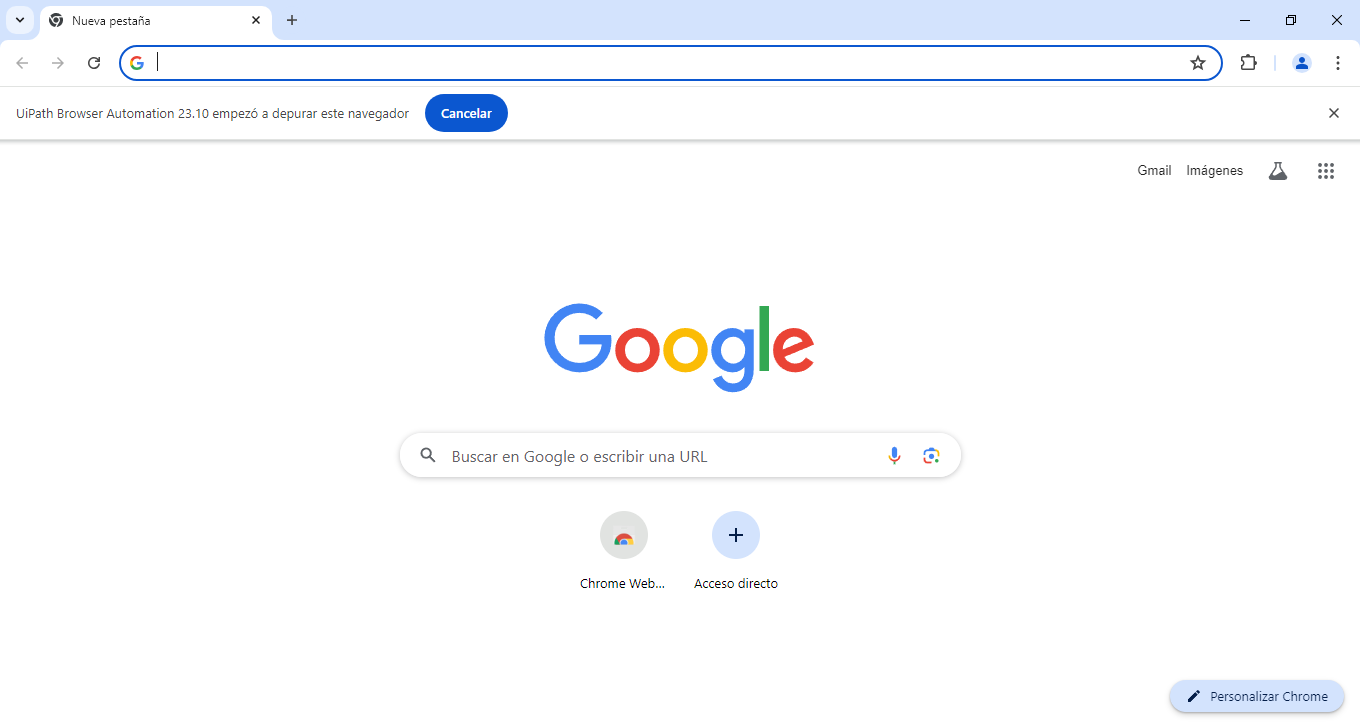 Nueva pestaña
UiPath Browser Automation 23.10 empezó a depurar este navegador
Cancelar
Gmail
Imágenes
Google
Buscar en Google o escribir una URL
Chrome Web...
Acceso directo
Personalizar Chrome